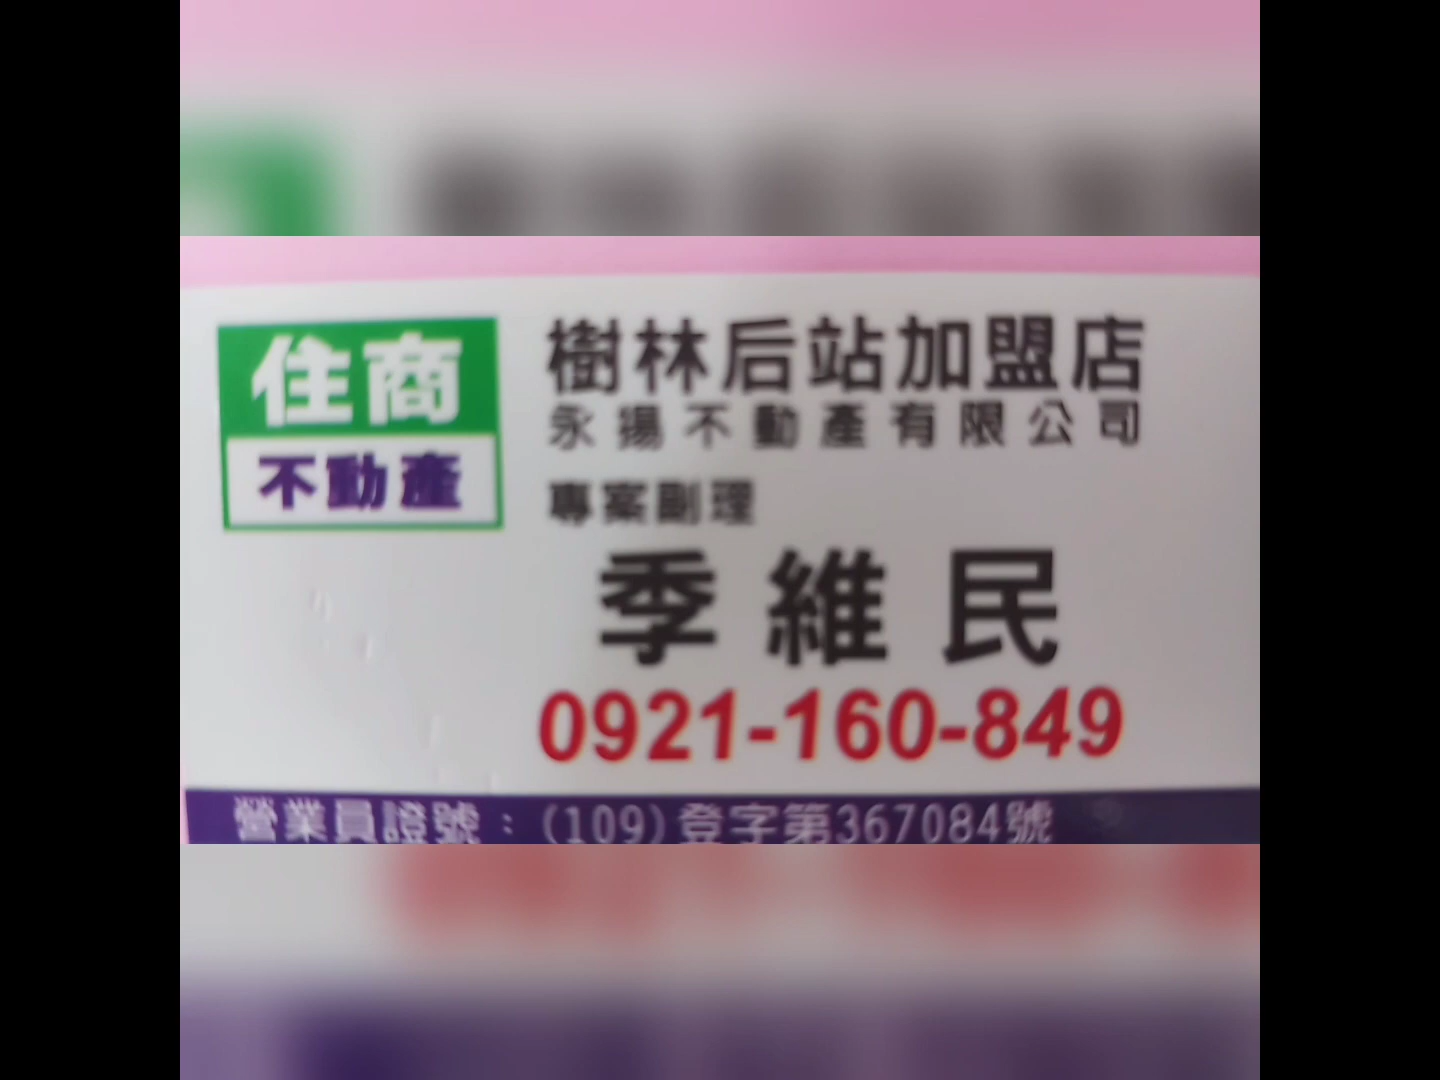 住商
不動產
樹林后站加盟店
永揚不動產有限公司
專案副理
季維民
0921-160-849
營業員證號：(109)登字第367084號